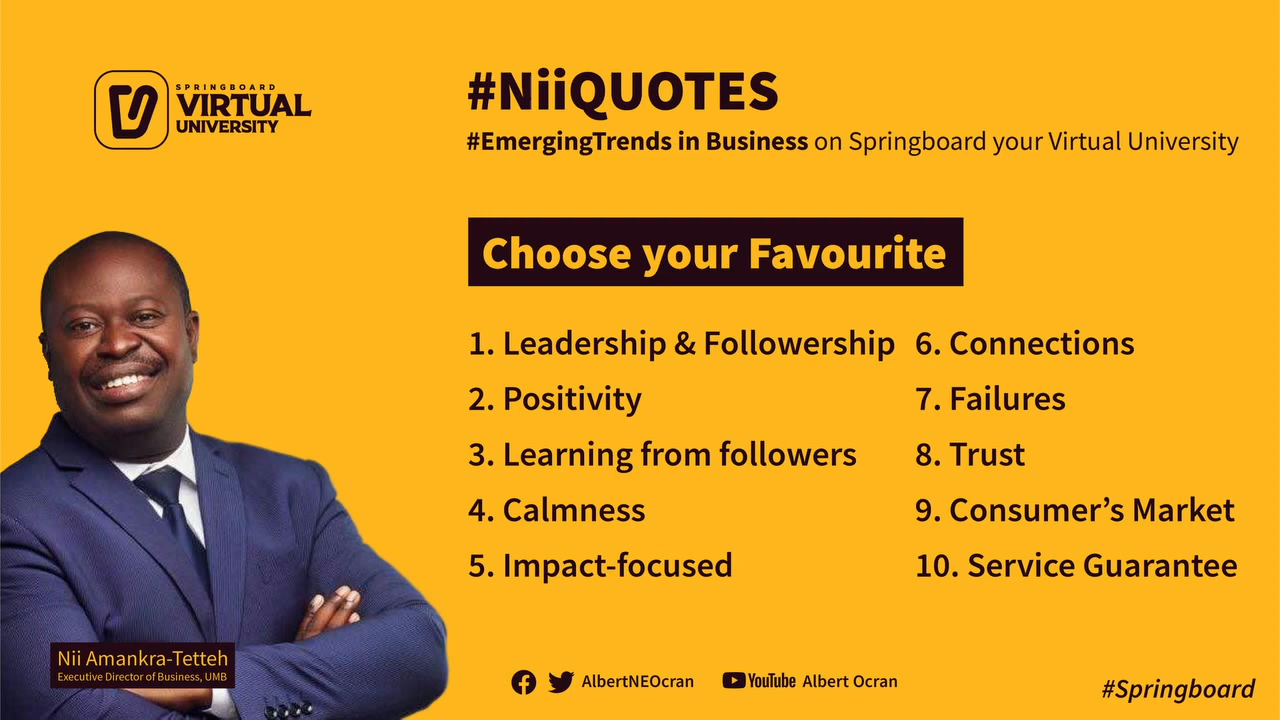 SPRINGBOARD
VIRTUAL
UNIVERSITY
#NiiQUOTES
#EmergingTrends in Business on Springboard your Virtual University
Choose your Favourite
1. Leadership & Followership
2. Positivity
3. Learning from followers
4. Calmness
5. Impact-focused
6. Connections
7. Failures
8. Trust
9. Consumer’s Market
10. Service Guarantee
Nii Amankra-Tetteh
Executive Director of Business, UMB
AlbertNEOcran
YouTube Albert Ocran
#Springboard